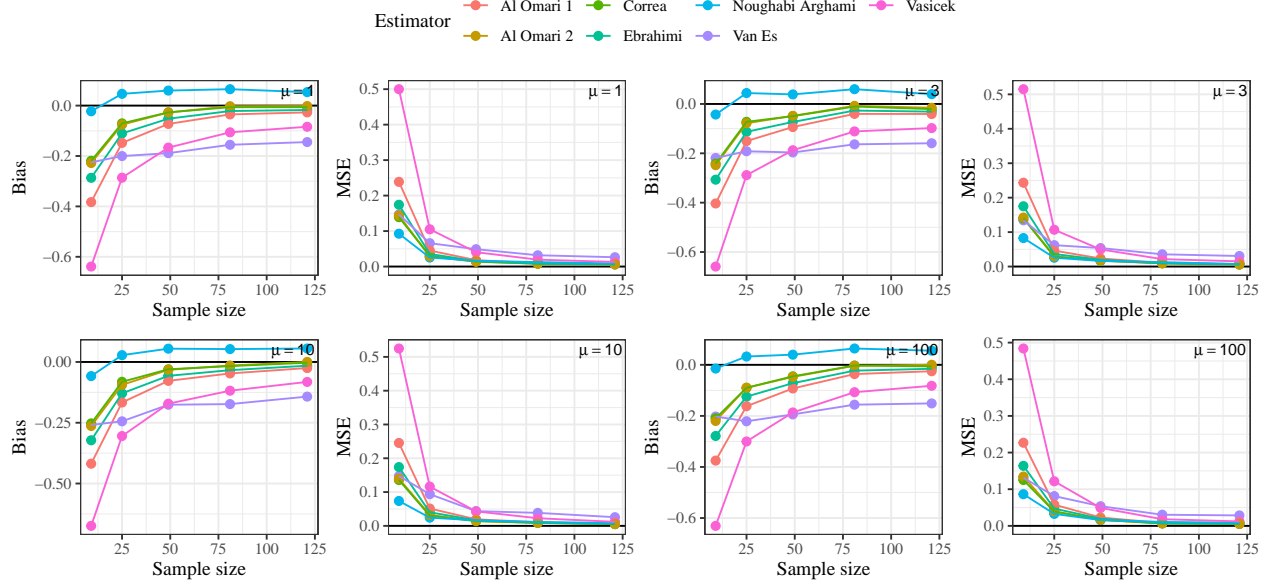 Estimator
Al Omari 1 Correa Noughabi Arghami Vasicek
Al Omari 2 Ebrahimi Van Es
μ = 1
Bias
0.0
−0.2
−0.4
−0.6
25 50 75 100 125
Sample size
μ = 1
MSE
0.5
0.4
0.3
0.2
0.1
0.0
25 50 75 100 125
Sample size
μ = 3
Bias
0.0
−0.2
−0.4
−0.6
25 50 75 100 125
Sample size
μ = 3
MSE
0.5
0.4
0.3
0.2
0.1
0.0
25 50 75 100 125
Sample size
μ = 10
Bias
0.00
−0.25
−0.50
25 50 75 100 125
Sample size
μ = 10
MSE
0.5
0.4
0.3
0.2
0.1
0.0
25 50 75 100 125
Sample size
μ = 100
Bias
0.0
−0.2
−0.4
−0.6
25 50 75 100 125
Sample size
μ = 100
MSE
0.5
0.4
0.3
0.2
0.1
0.0
25 50 75 100 125
Sample size